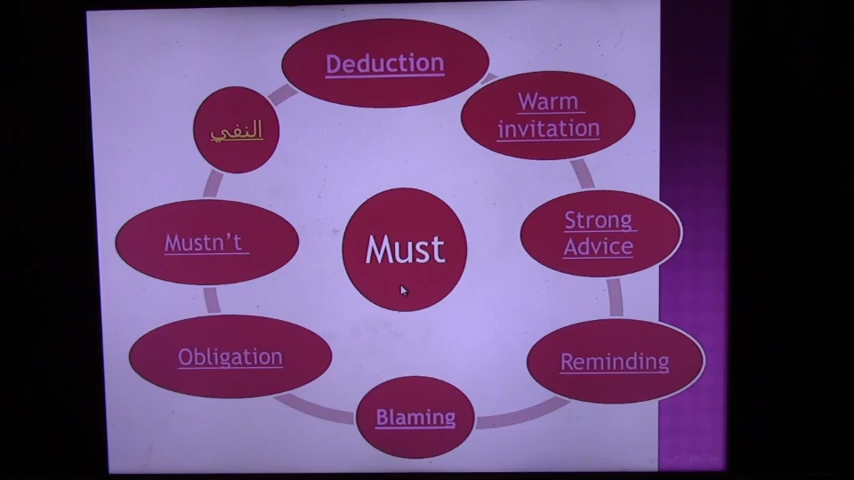 Deduction
Warm
invitation
النفي
Strong
Advice
Mustn’t
Must
Obligation
Reminding
Blaming